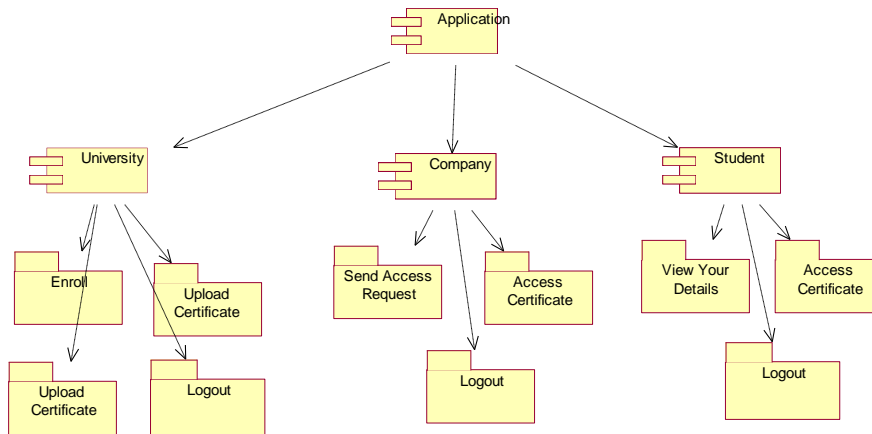 Application
University
Company
Student
Enroll
Upload
Certificate
Send Access
Request
Access
Certificate
View Your
Details
Access
Certificate
Upload
Certificate
Logout
Logout
Logout